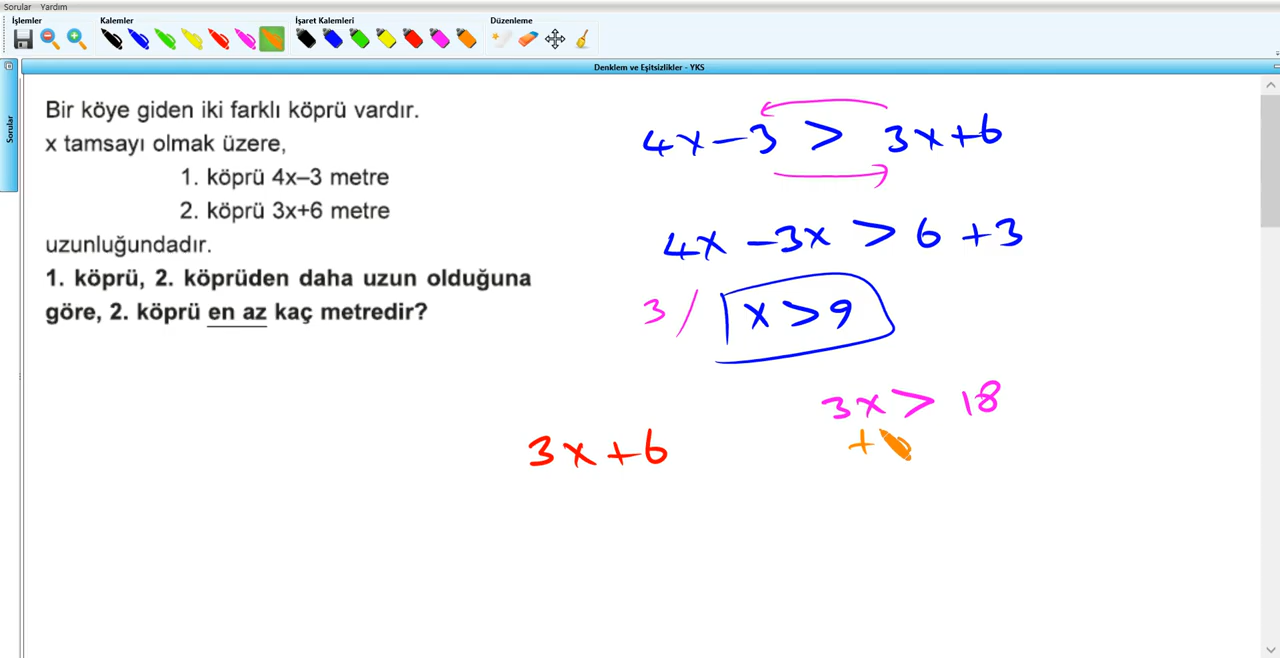 Sorular Yardım
İşlemler Kalemler İşaret Kalemleri Düzenleme
Denklem ve Eşitsizlikler - YKS
Sorular
Bir köye giden iki farklı köprü vardır.
x tamsayı olmak üzere,
1. köprü 4x–3 metre
2. köprü 3x+6 metre
uzunluğundadır.
1. köprü, 2. köprüden daha uzun olduğuna
göre, 2. köprü en az kaç metredir?
4x-3 > 3x+6
4x -3x > 6 +3
3/ x > 9
3x > 18
+
3x+6